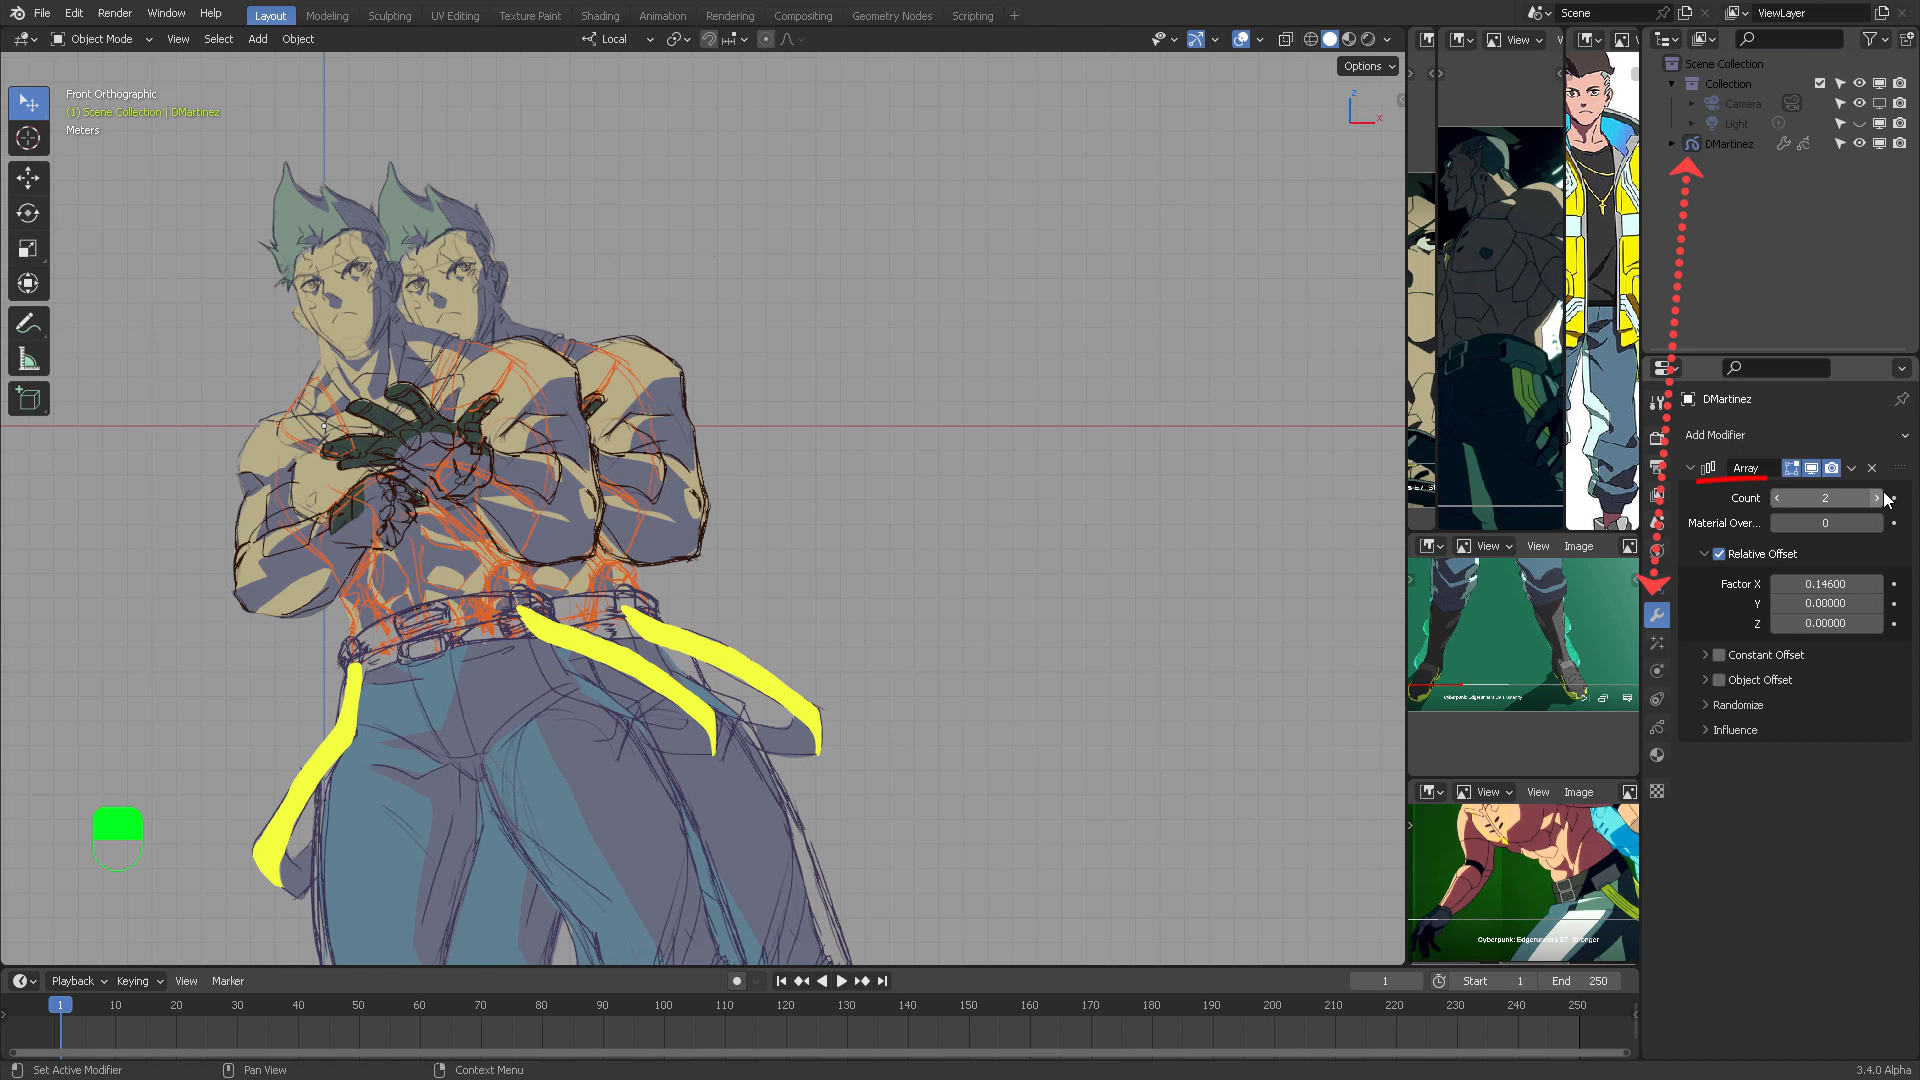 File Edit Render Window Help Layout Modeling Sculpting UV Editing Texture Paint Shading Animation Rendering Compositing Geometry Nodes Scripting + Scene ViewLayer
Object Mode View Select Add Object Local View
Options
Front Orthographic
(1) Scene Collection | DMartinez
Meters
Z
X
Scene Collection
Collection
Camera
Light
DMartinez
DMartinez
Add Modifier
Array
Count 2
Material Over... 0
Relative Offset
Factor X 0.14600
Y 0.00000
Z 0.00000
Constant Offset
Object Offset
Randomize
Influence
View View Image
View View Image
Cyberpunk: Edgerunners E7 Stronger
Playback Keying View Marker 1 Start 1 End 250
1 10 20 30 40 50 60 70 80 90 100 110 120 130 140 150 160 170 180 190 200 210 220 230 240 250
Set Active Modifier Pan View Context Menu 3.4.0 Alpha